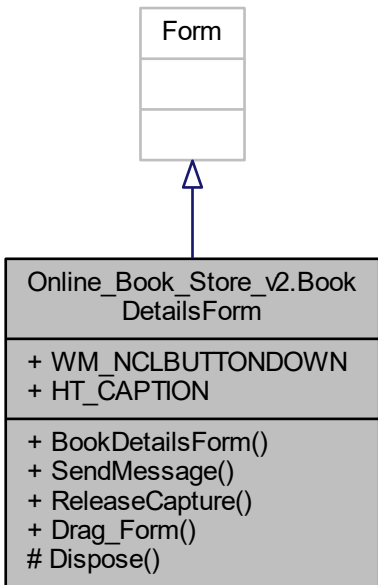 Form
Online_Book_Store_v2.Book
DetailsForm
+ WM_NCLBUTTONDOWN
+ HT_CAPTION
+ BookDetailsForm()
+ SendMessage()
+ ReleaseCapture()
+ Drag_Form()
# Dispose()